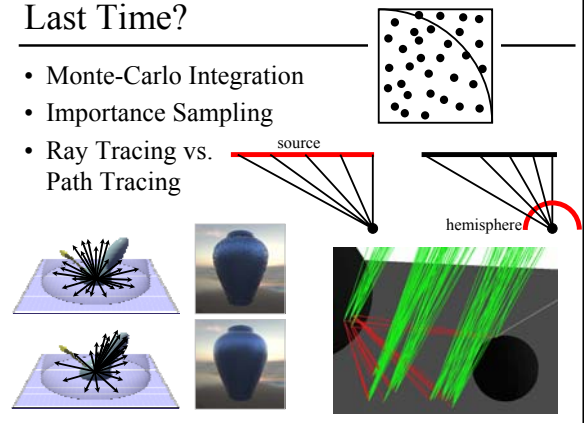 Last Time?
• Monte-Carlo Integration
• Importance Sampling
• Ray Tracing vs.
Path Tracing
source
hemisphere